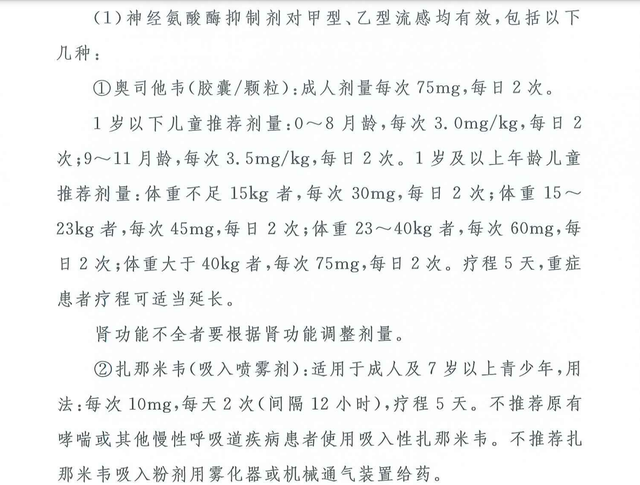 (1)神经氨酸酶抑制剂对甲型、乙型流感均有效,包括以下
几种:
①奥司他韦(胶囊/颗粒):成人剂量每次 75mg,每日 2 次。
1 岁以下儿童推荐剂量:0～8 月龄,每次 3.0mg/kg,每日 2
次;9～11 月龄,每次 3.5mg/kg,每日 2 次。1 岁及以上年龄儿童
推荐剂量:体重不足 15kg 者,每次 30mg,每日 2 次;体重 15～
23kg 者,每次 45mg,每日 2 次;体重 23～40kg 者,每次 60mg,每
日 2 次;体重大于 40kg 者,每次 75mg,每日 2 次。疗程 5 天,重症
患者疗程可适当延长。
肾功能不全者要根据肾功能调整剂量。
②扎那米韦(吸入喷雾剂):适用于成人及 7 岁以上青少年,用
法:每次 10mg,每天 2 次(间隔 12 小时),疗程 5 天。不推荐原有
哮喘或其他慢性呼吸道疾病患者使用吸入性扎那米韦。不推荐扎
那米韦吸入粉剂用雾化器或机械通气装置给药。